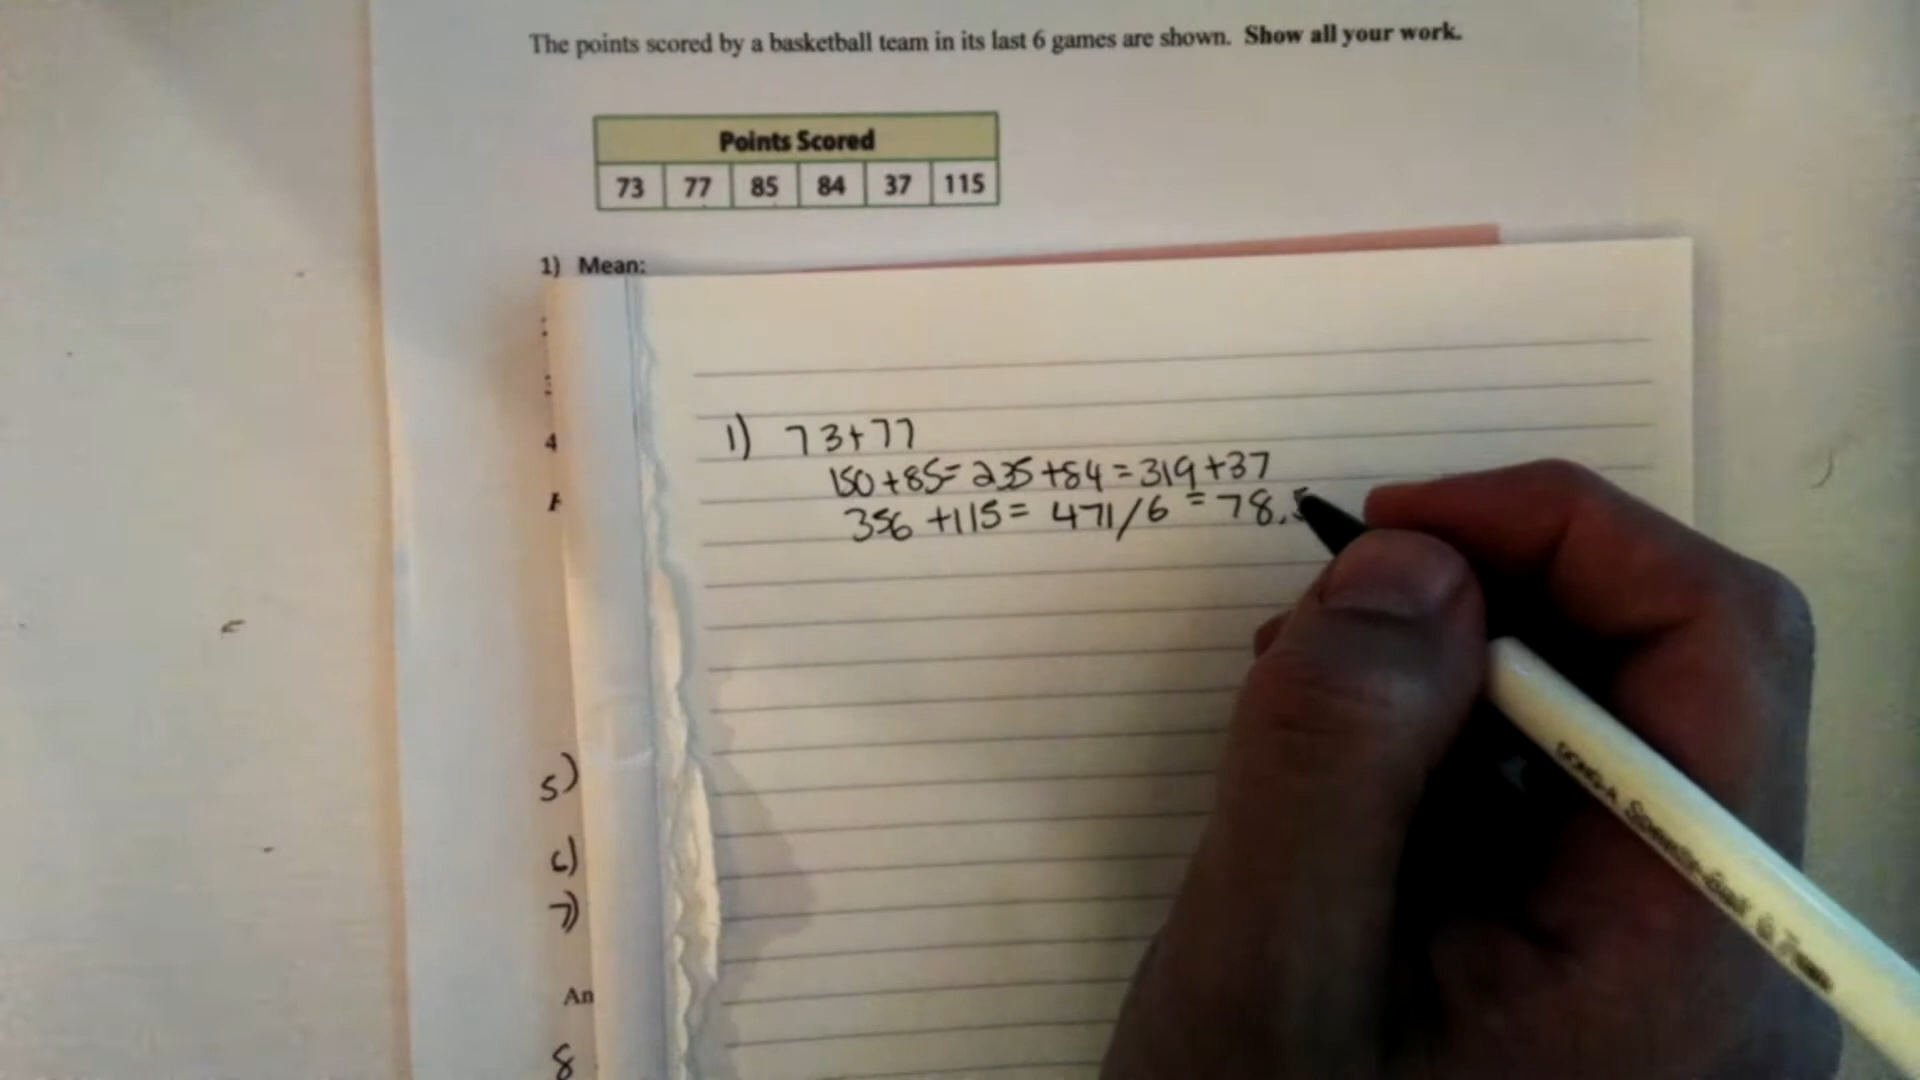 The points scored by a basketball team in its last 6 games are shown. Show all your work.
Points Scored
73 77 85 84 37 115
1) Mean:
4
1) 73+77
150+85=235+84=319+37
356+115=471/6=78.5
5)
6)
7)
An
8